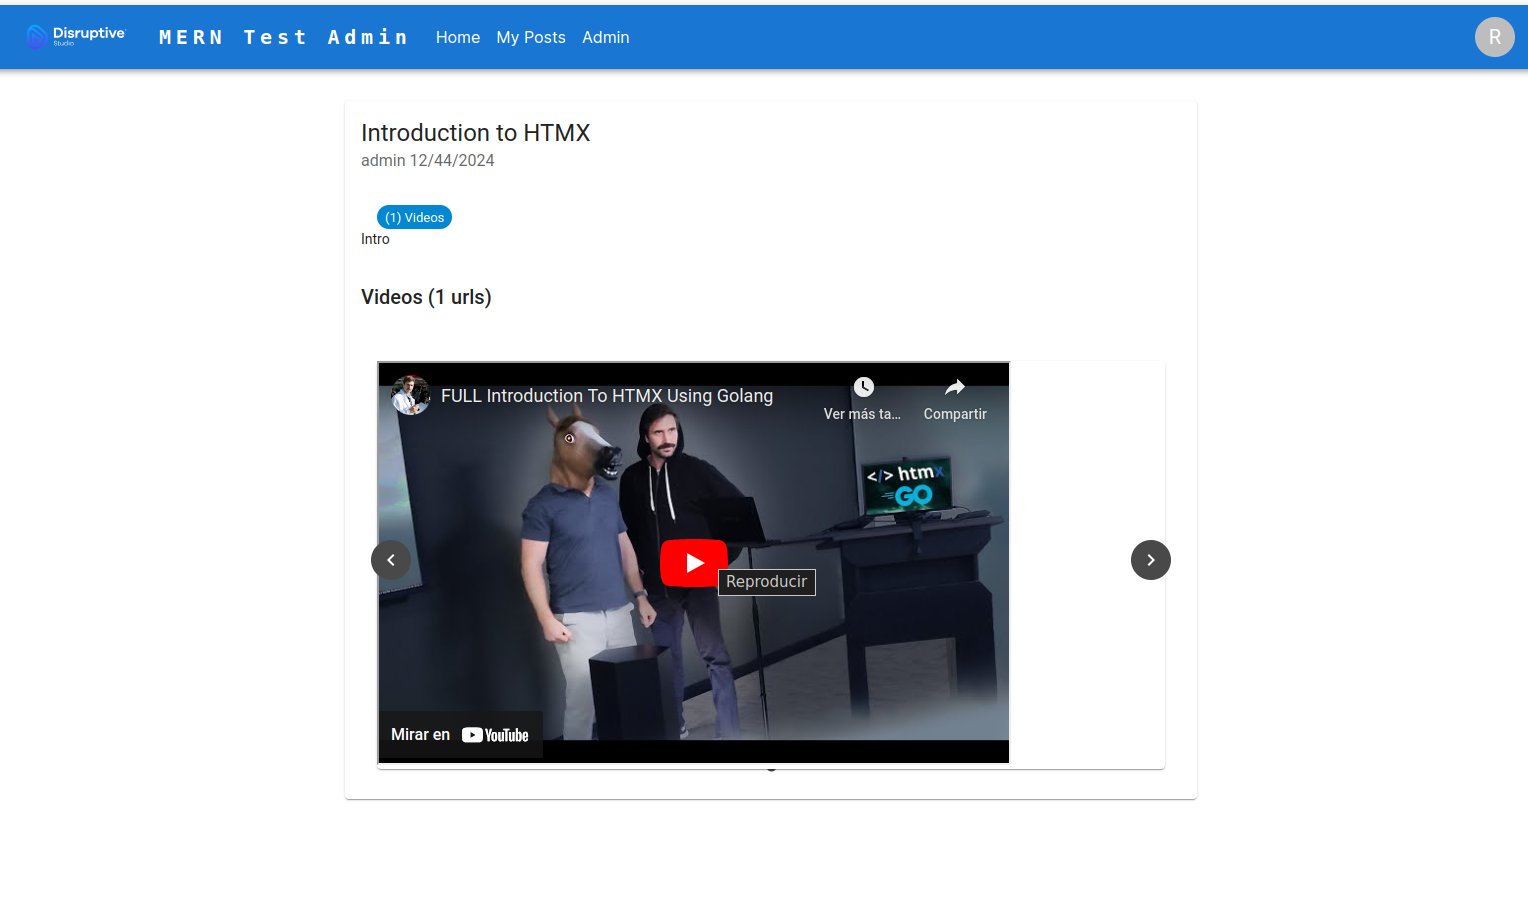 Disruptive
Studio
MERN Test Admin
Home
My Posts
Admin
R
Introduction to HTMX
admin 12/44/2024
(1) Videos
Intro
Videos (1 urls)
FULL Introduction To HTMX Using Golang
Ver más ta...
Compartir
</> htmx
GO
Reproducir
Mirar en YouTube